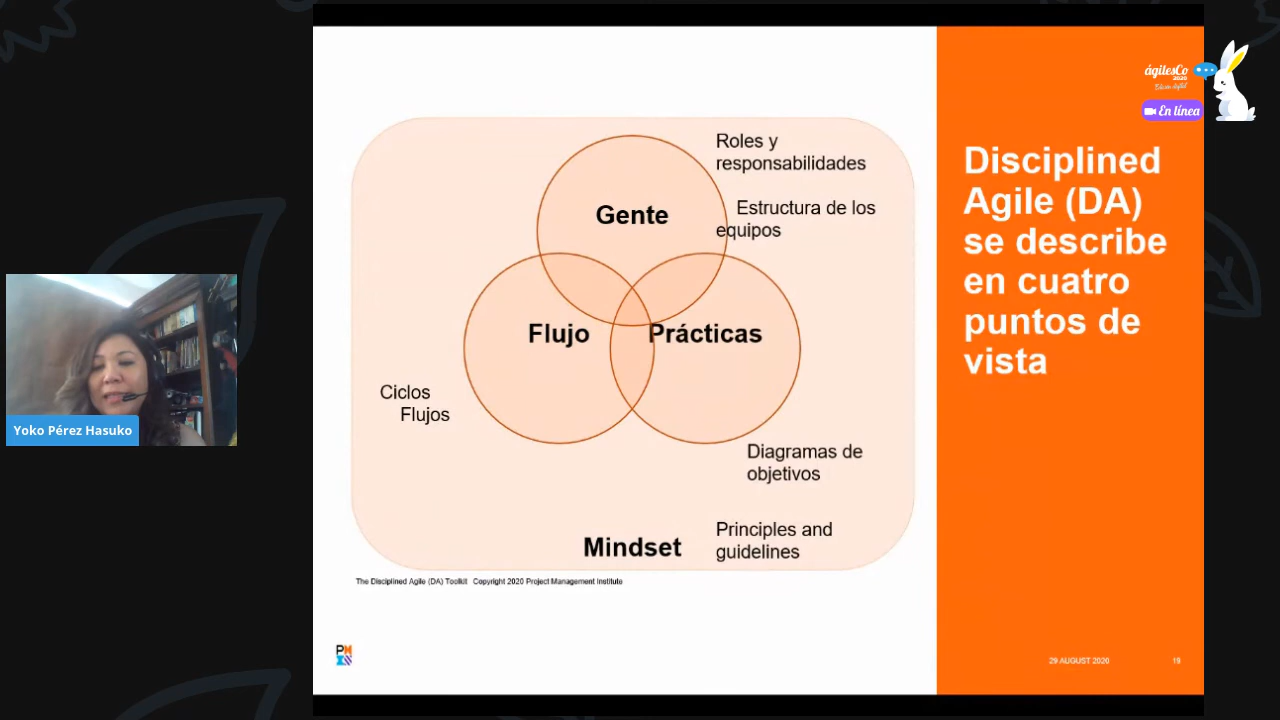 ágilesCo
2020
Edición digital
En línea
Disciplined
Agile (DA)
se describe
en cuatro
puntos de
vista
Roles y
responsabilidades
Gente
Estructura de los
equipos
Flujo
Prácticas
Ciclos
Flujos
Diagramas de
objetivos
Mindset
Principles and
guidelines
The Disciplined Agile (DA) Toolkit Copyright 2020 Project Management Institute
Yoko Pérez Hasuko
29 AUGUST 2020
19